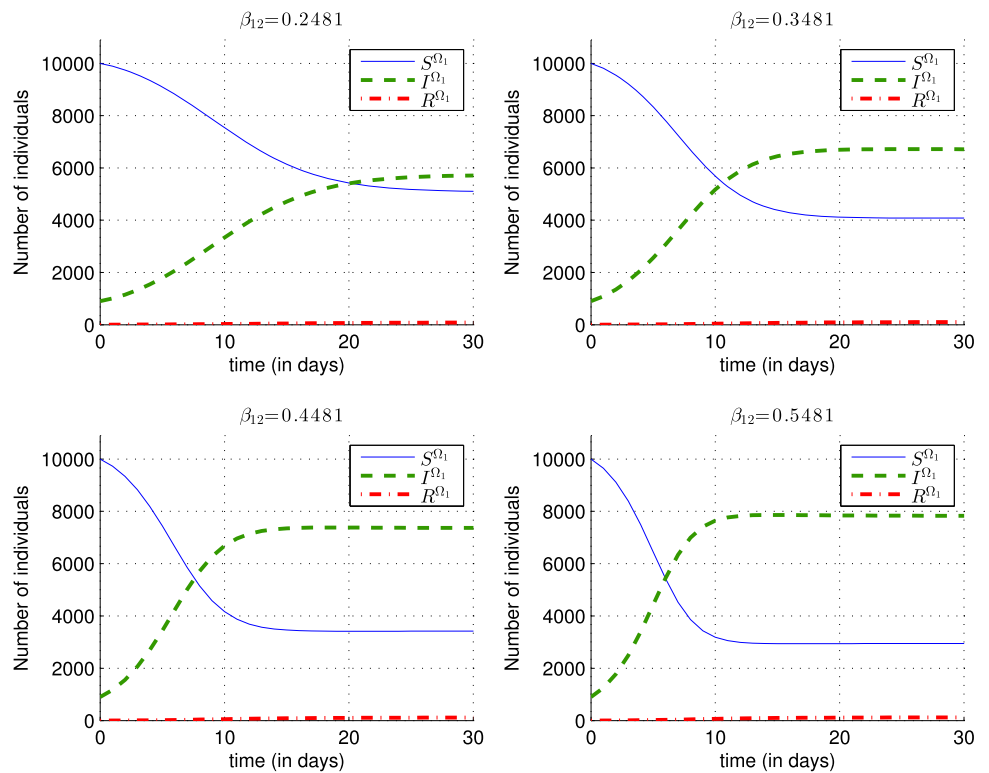 β₁₂=0.2481
Number of individuals
10000
8000
6000
4000
2000
0
S^Ω₁
I^Ω₁
R^Ω₁
0 10 20 30
time (in days)
β₁₂=0.3481
Number of individuals
10000
8000
6000
4000
2000
0
S^Ω₁
I^Ω₁
R^Ω₁
0 10 20 30
time (in days)
β₁₂=0.4481
Number of individuals
10000
8000
6000
4000
2000
0
S^Ω₁
I^Ω₁
R^Ω₁
0 10 20 30
time (in days)
β₁₂=0.5481
Number of individuals
10000
8000
6000
4000
2000
0
S^Ω₁
I^Ω₁
R^Ω₁
0 10 20 30
time (in days)